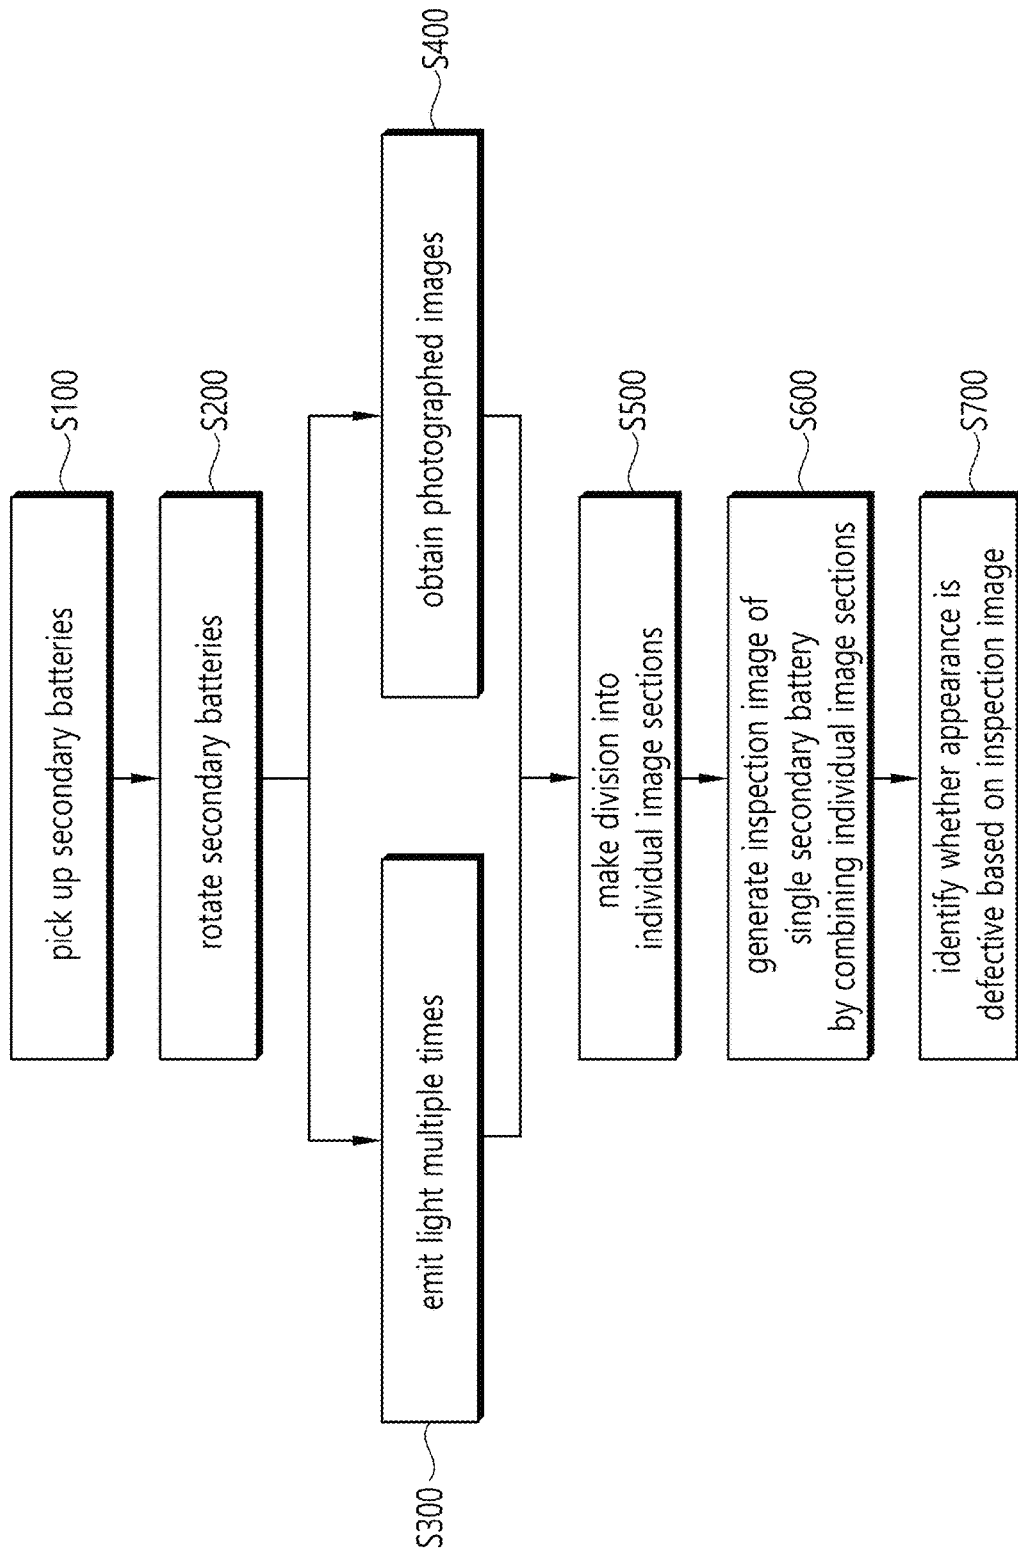 pick up secondary batteries
S100
rotate secondary batteries
S200
emit light multiple times
S300
obtain photographed images
S400
make division into
individual image sections
S500
generate inspection image of
single secondary battery
by combining individual image sections
S600
identify whether appearance is
defective based on inspection image
S700